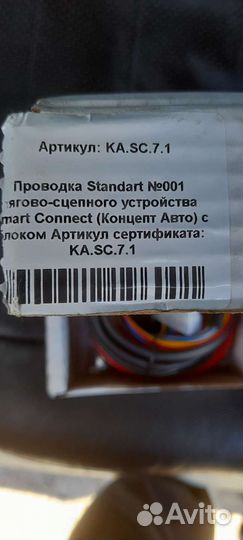 Артикул: KA.SC.7.1
Проводка Standart №001
ягово-сцепного устройства
mart Connect (Концепт Авто) с
локом Артикул сертификата:
KA.SC.7.1
Avito